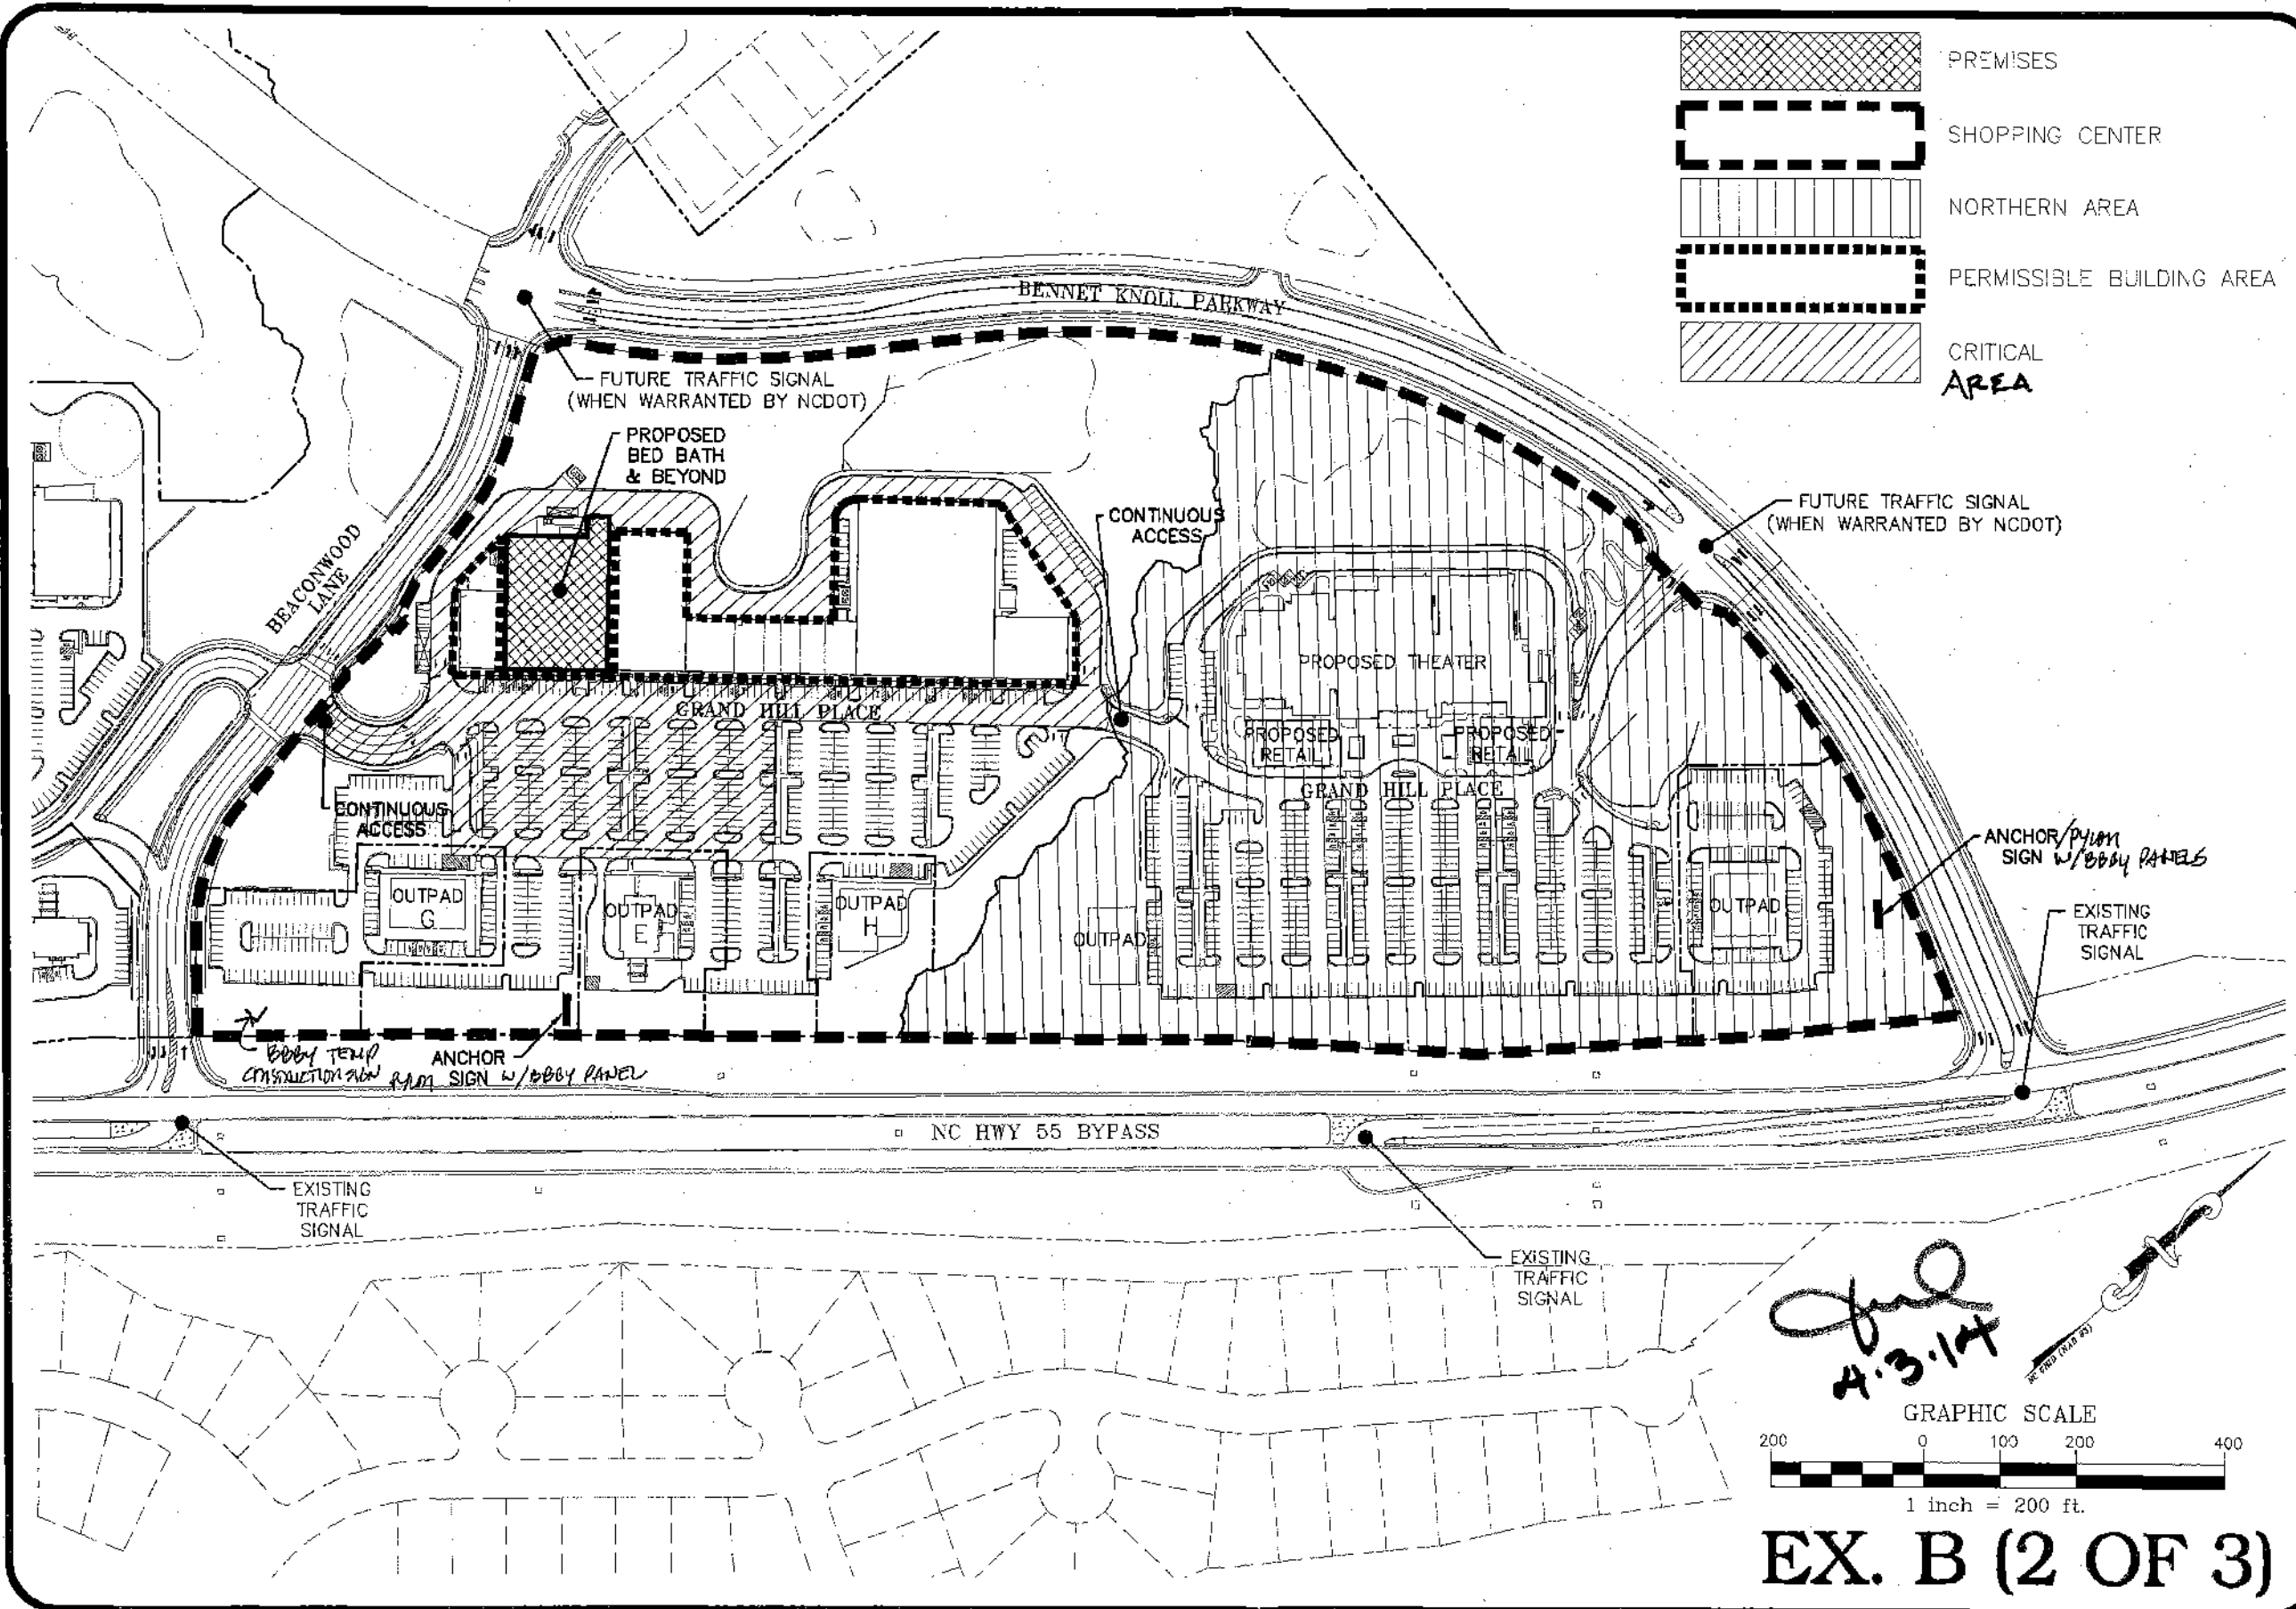 PREMISES
SHOPPING CENTER
NORTHERN AREA
PERMISSIBLE BUILDING AREA
CRITICAL
AREA
BENNET KNOLL PARKWAY
FUTURE TRAFFIC SIGNAL
(WHEN WARRANTED BY NCDOT)
PROPOSED
BED BATH
& BEYOND
CONTINUOUS
ACCESS
FUTURE TRAFFIC SIGNAL
(WHEN WARRANTED BY NCDOT)
BEACONWOOD
LANE
PROPOSED THEATER
GRAND HILL PLACE
PROPOSED
RETAIL
PROPOSED
RETAIL
GRAND HILL PLACE
CONTINUOUS
ACCESS
ANCHOR/PYLON
SIGN W/BBBY PANELS
OUTPAD
G
OUTPAD
E
OUTPAD
H
OUTPAD
OUTPAD
EXISTING
TRAFFIC
SIGNAL
BBBY TEMP
CONSTRUCTION SIGN
ANCHOR
SIGN W/BBBY PANEL
NC HWY 55 BYPASS
EXISTING
TRAFFIC
SIGNAL
EXISTING
TRAFFIC
SIGNAL
4.3.14
NC GRID (NAD 83)
GRAPHIC SCALE
200 0 100 200 400
1 inch = 200 ft.
EX. B (2 OF 3)